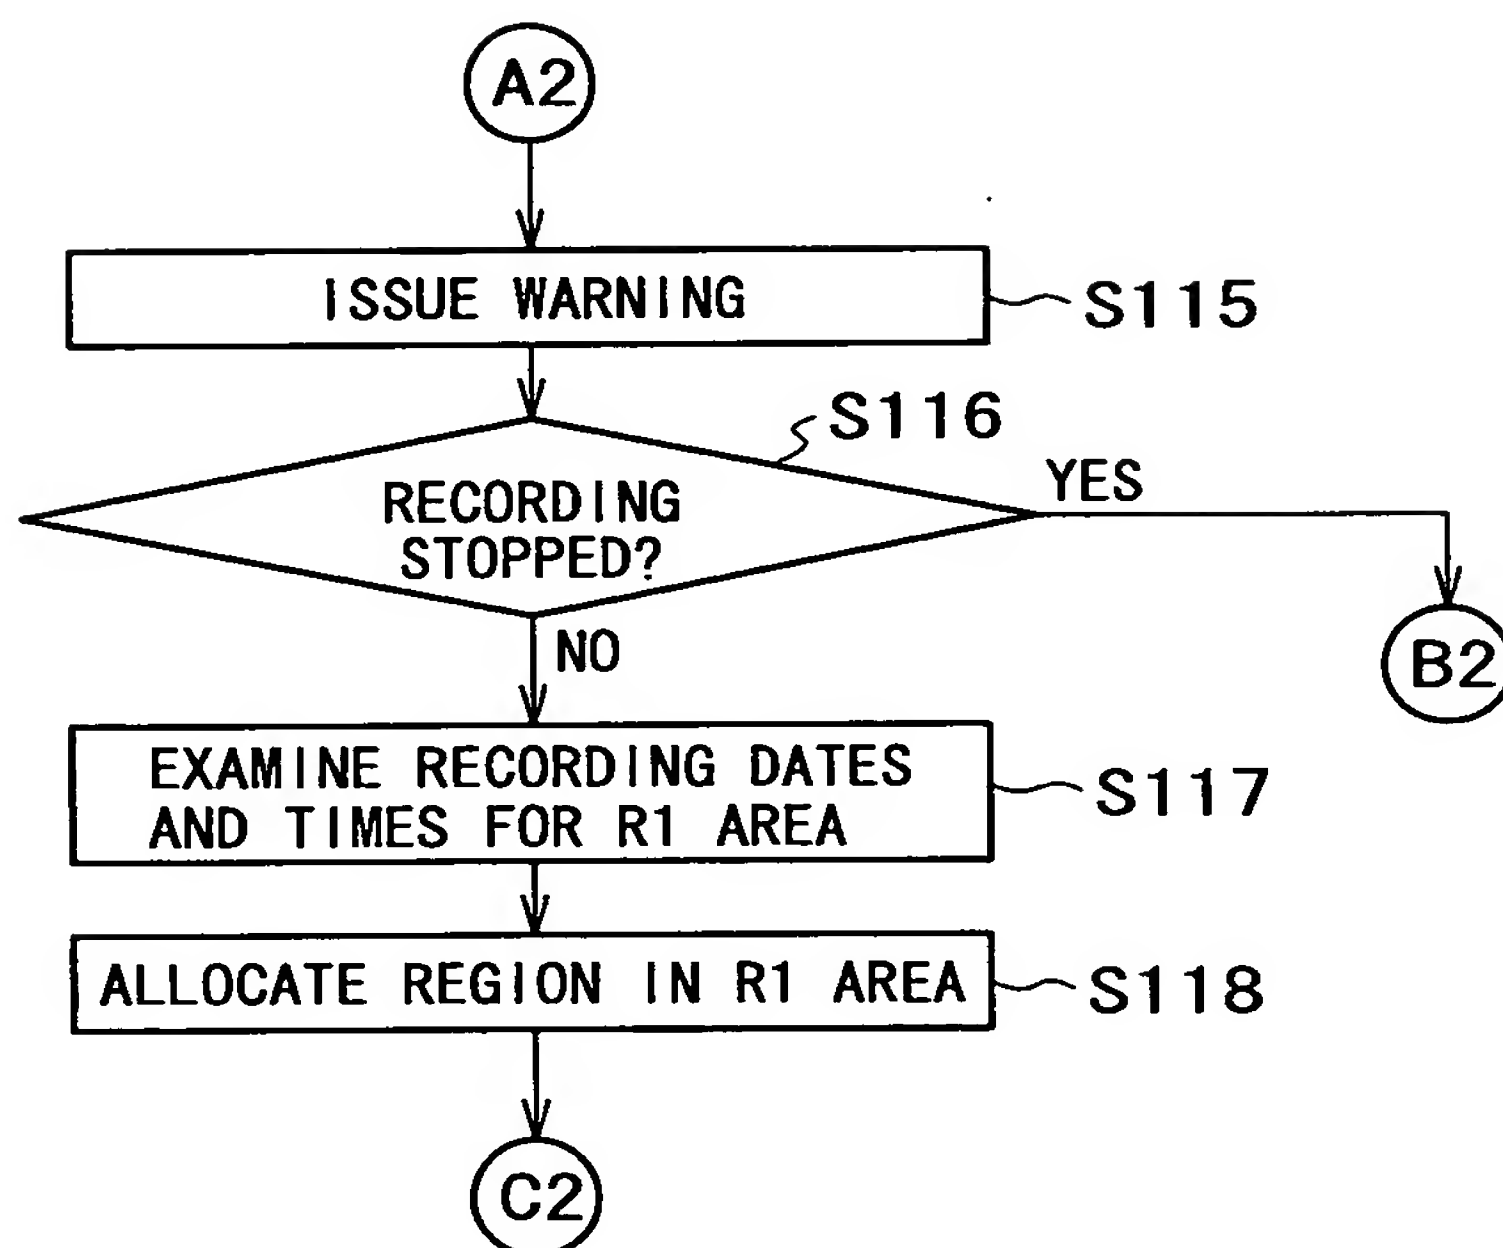 A2
ISSUE WARNING
S115
S116
RECORDING
STOPPED?
YES
NO
B2
EXAMINE RECORDING DATES
AND TIMES FOR R1 AREA
S117
ALLOCATE REGION IN R1 AREA
S118
C2